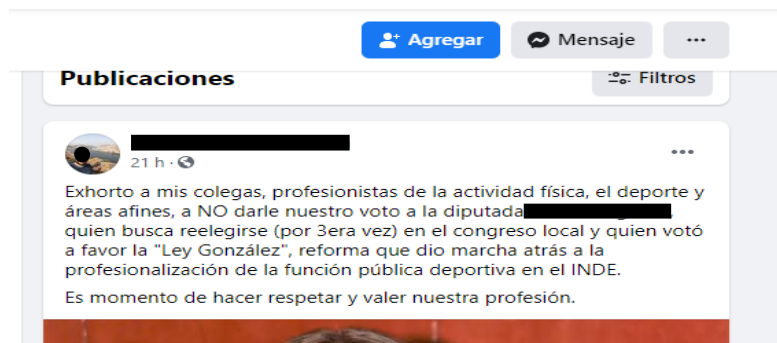 Agregar
Mensaje
...
Publicaciones
Filtros
21 h ·
Exhorto a mis colegas, profesionistas de la actividad física, el deporte y
áreas afines, a NO darle nuestro voto a la diputada ,
quien busca reelegirse (por 3era vez) en el congreso local y quien votó
a favor la "Ley González", reforma que dio marcha atrás a la
profesionalización de la función pública deportiva en el INDE.
Es momento de hacer respetar y valer nuestra profesión.